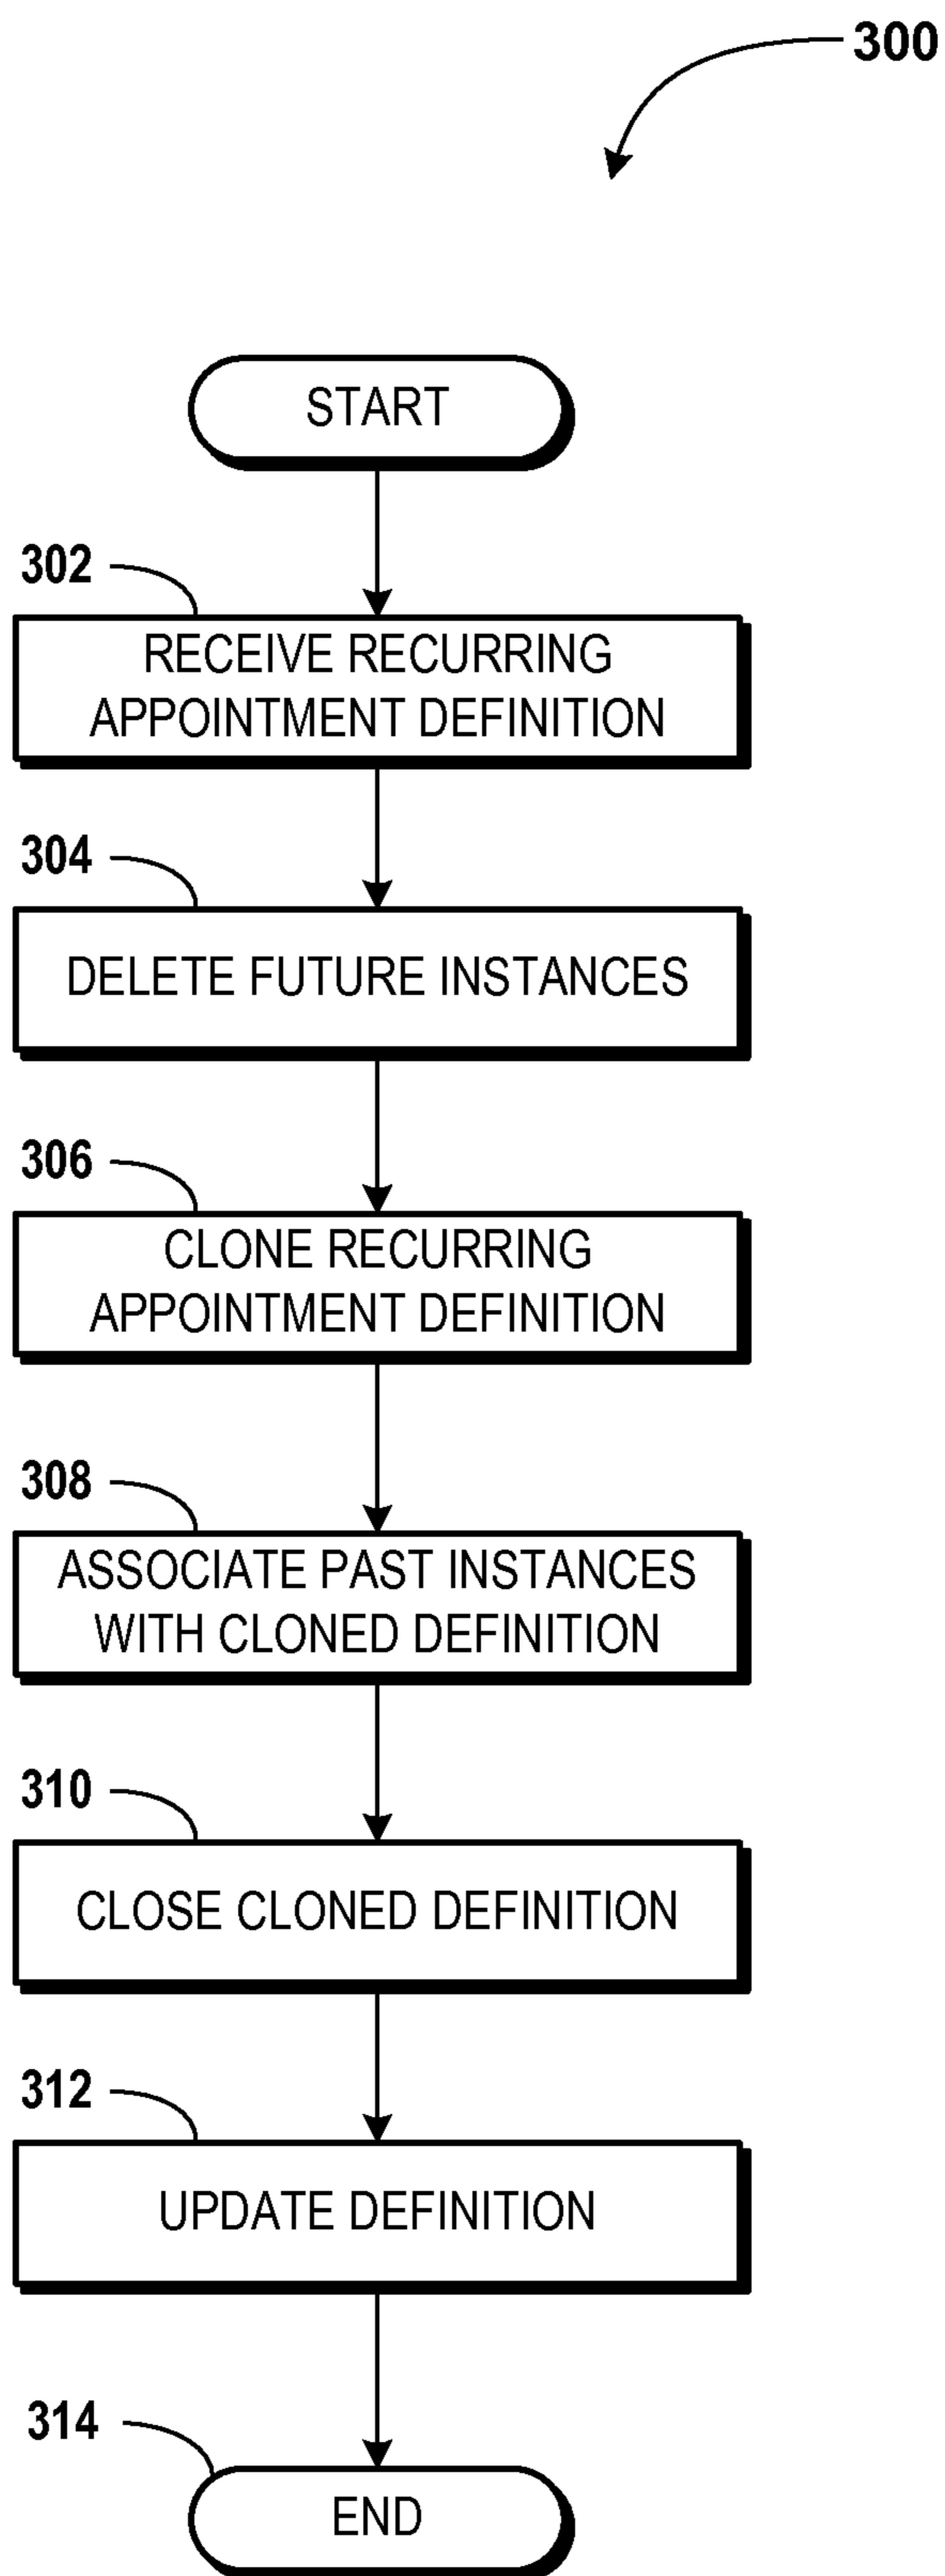 300
START
302
RECEIVE RECURRING
APPOINTMENT DEFINITION
304
DELETE FUTURE INSTANCES
306
CLONE RECURRING
APPOINTMENT DEFINITION
308
ASSOCIATE PAST INSTANCES
WITH CLONED DEFINITION
310
CLOSE CLONED DEFINITION
312
UPDATE DEFINITION
314
END